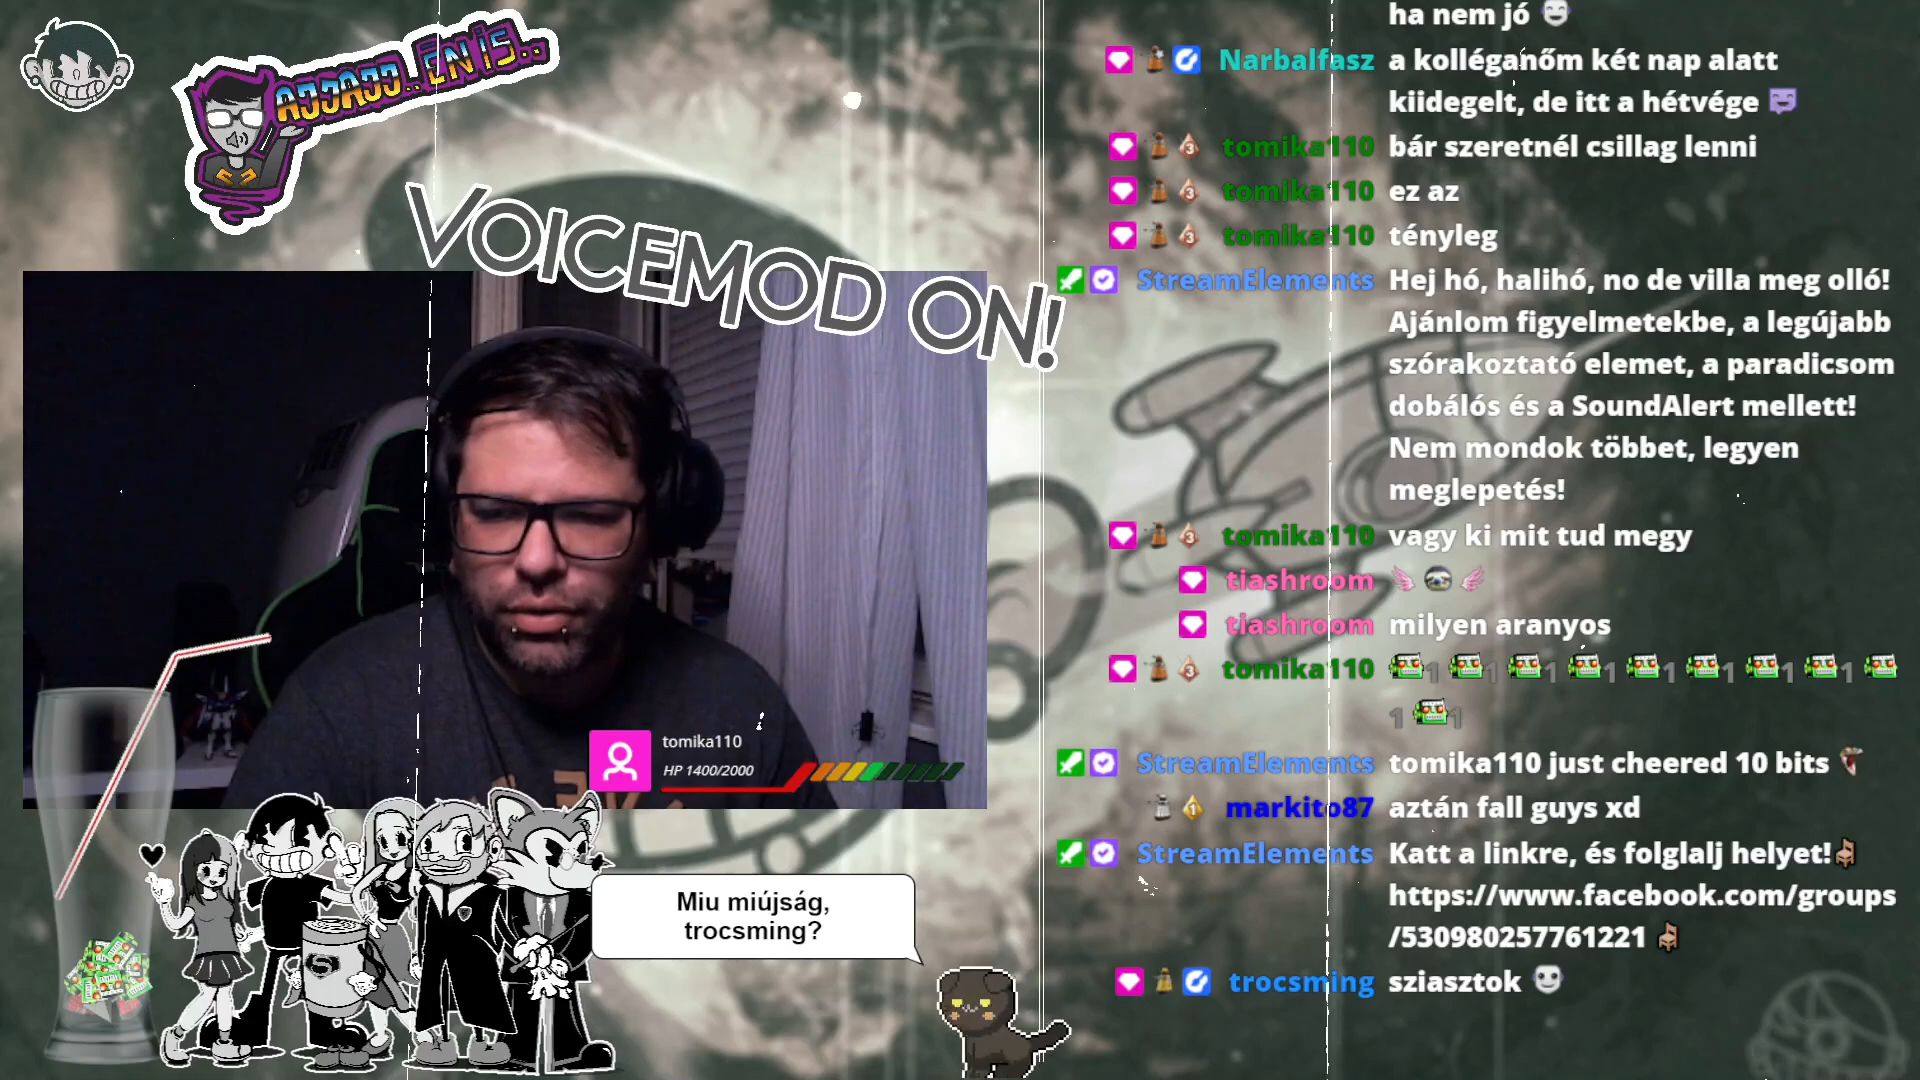 AJJAJJ..ÉN IS..
VOICEMOD ON!
tomika110
HP 1400/2000
Miu miújság,
trocsming?
ha nem jó
Narbalfasz a kolléganőm két nap alatt
kiidegelt, de itt a hétvége
tomika110 bár szeretnél csillag lenni
tomika110 ez az
tomika110 tényleg
StreamElements Hej hó, halihó, no de villa meg olló!
Ajánlom figyelmetekbe, a legújabb
szórakoztató elemet, a paradicsom
dobálós és a SoundAlert mellett!
Nem mondok többet, legyen
meglepetés!
tomika110 vagy ki mit tud megy
tiashroom
tiashroom milyen aranyos
tomika110 1 1 1 1 1 1 1 1
1 1
StreamElements tomika110 just cheered 10 bits
markito87 aztán fall guys xd
StreamElements Katt a linkre, és folglalj helyet!
https://www.facebook.com/groups
/530980257761221
trocsming sziasztok